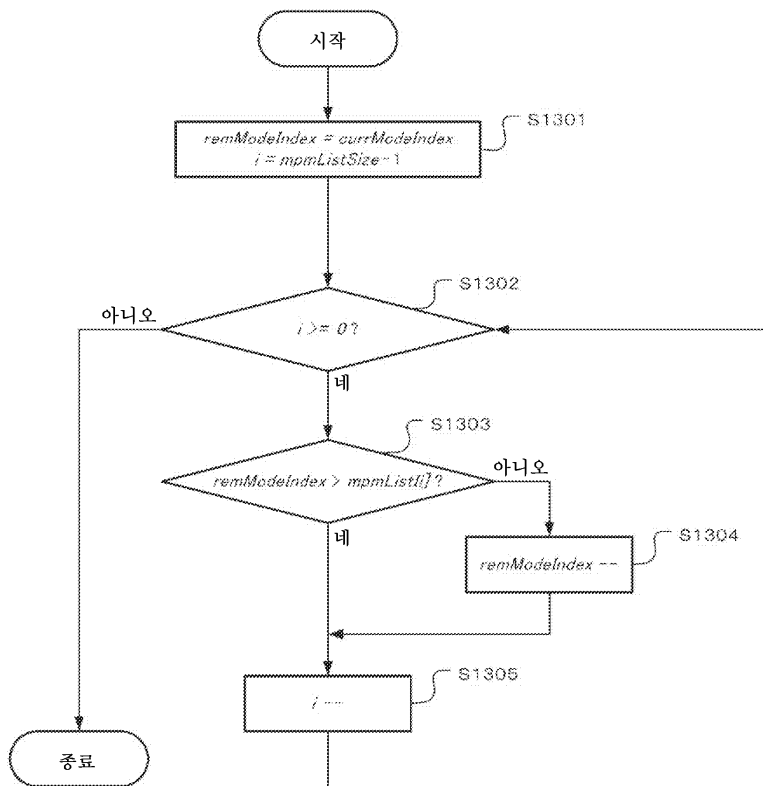 시작
S1301
remModeIndex = currModeIndex
i = mpmListSize-1
S1302
아니오
i >= 0?
네
S1303
remModeIndex > mpmList[i]?
아니오
네
S1304
remModeIndex --
S1305
i --
종료